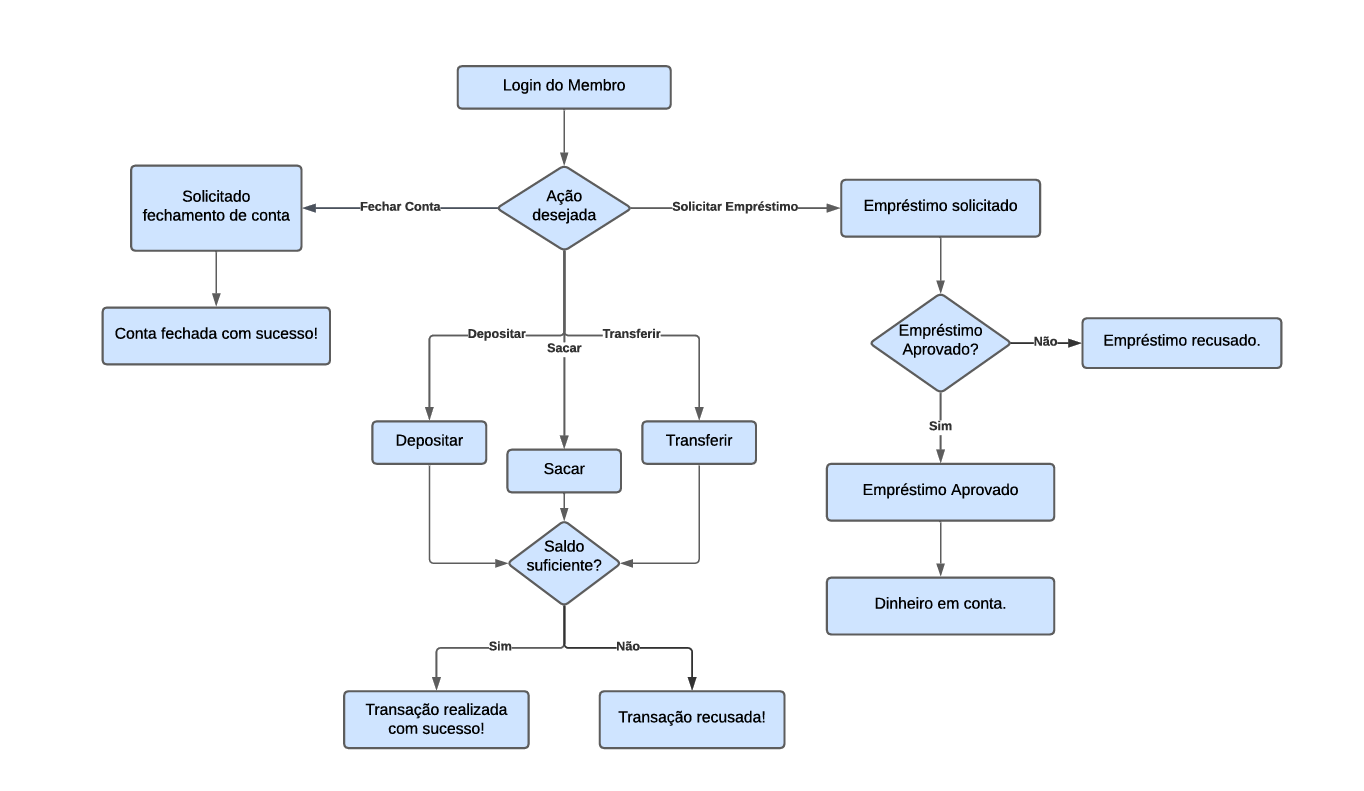 Login do Membro
Ação
desejada
Fechar Conta
Solicitar Empréstimo
Solicitado
fechamento de conta
Empréstimo solicitado
Conta fechada com sucesso!
Depositar
Sacar
Transferir
Empréstimo
Aprovado?
Não
Empréstimo recusado.
Sim
Depositar
Sacar
Transferir
Empréstimo Aprovado
Saldo
suficiente?
Dinheiro em conta.
Sim
Não
Transação realizada
com sucesso!
Transação recusada!